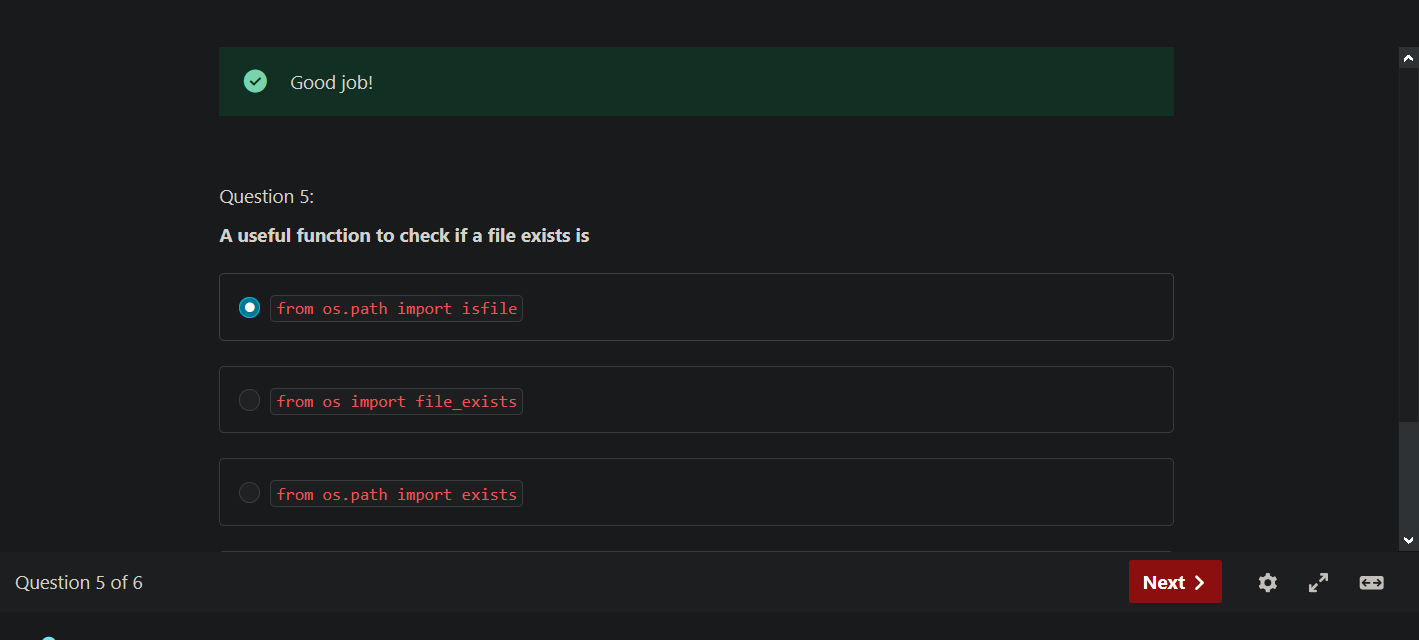 Good job!
Question 5:
A useful function to check if a file exists is
from os.path import isfile
from os import file_exists
from os.path import exists
Question 5 of 6
Next